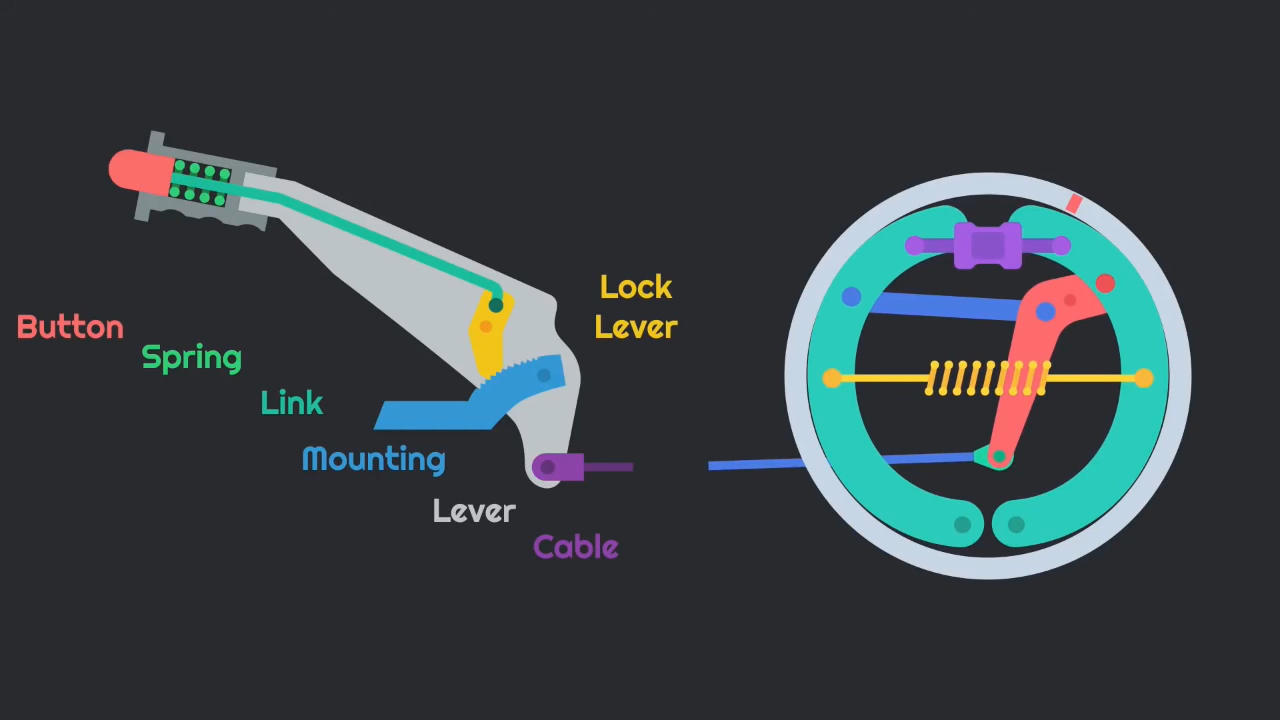 Lock
Lever
Button
Spring
Link
Mounting
Lever
Cable